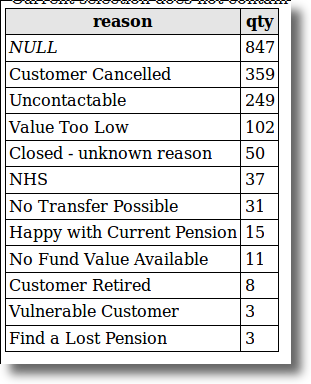 Current selection does not contain
reason qty
NULL 847
Customer Cancelled 359
Uncontactable 249
Value Too Low 102
Closed - unknown reason 50
NHS 37
No Transfer Possible 31
Happy with Current Pension 15
No Fund Value Available 11
Customer Retired 8
Vulnerable Customer 3
Find a Lost Pension 3